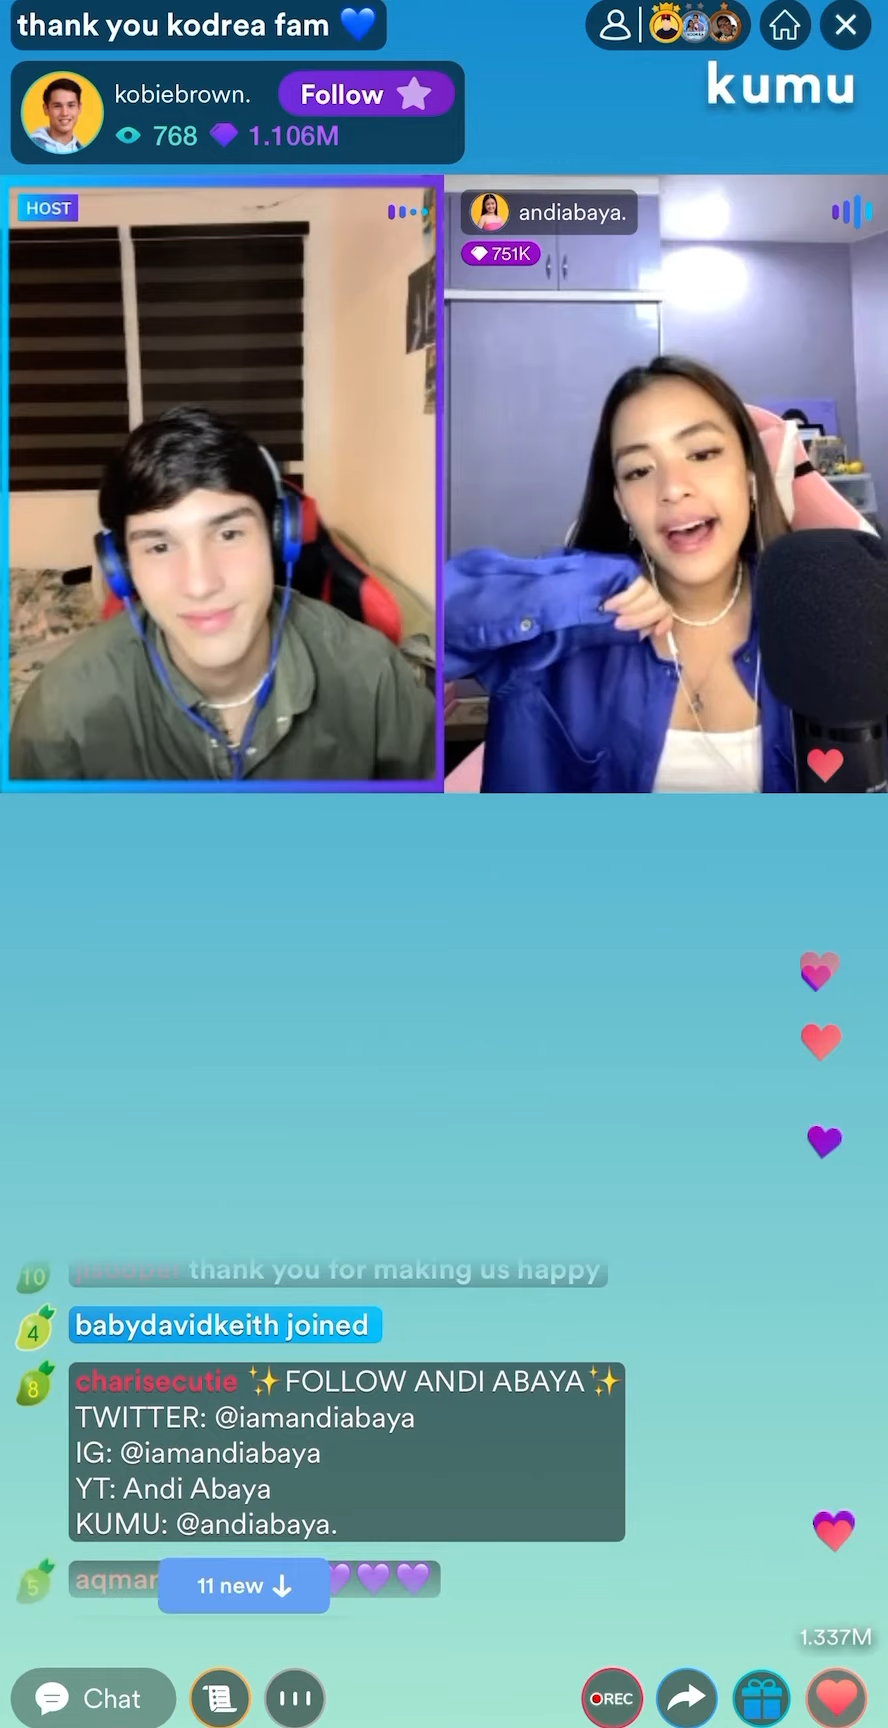 thank you kodrea fam 💙
kobiebrown.
Follow
768
1.106M
kumu
HOST
andiabaya.
751K
10
thank you for making us happy
4
babydavidkeith joined
8
charisecutie ✨FOLLOW ANDI ABAYA✨
TWITTER: @iamandiabaya
IG: @iamandiabaya
YT: Andi Abaya
KUMU: @andiabaya.
5
💜💜💜
11 new ↓
1.337M
Chat
REC